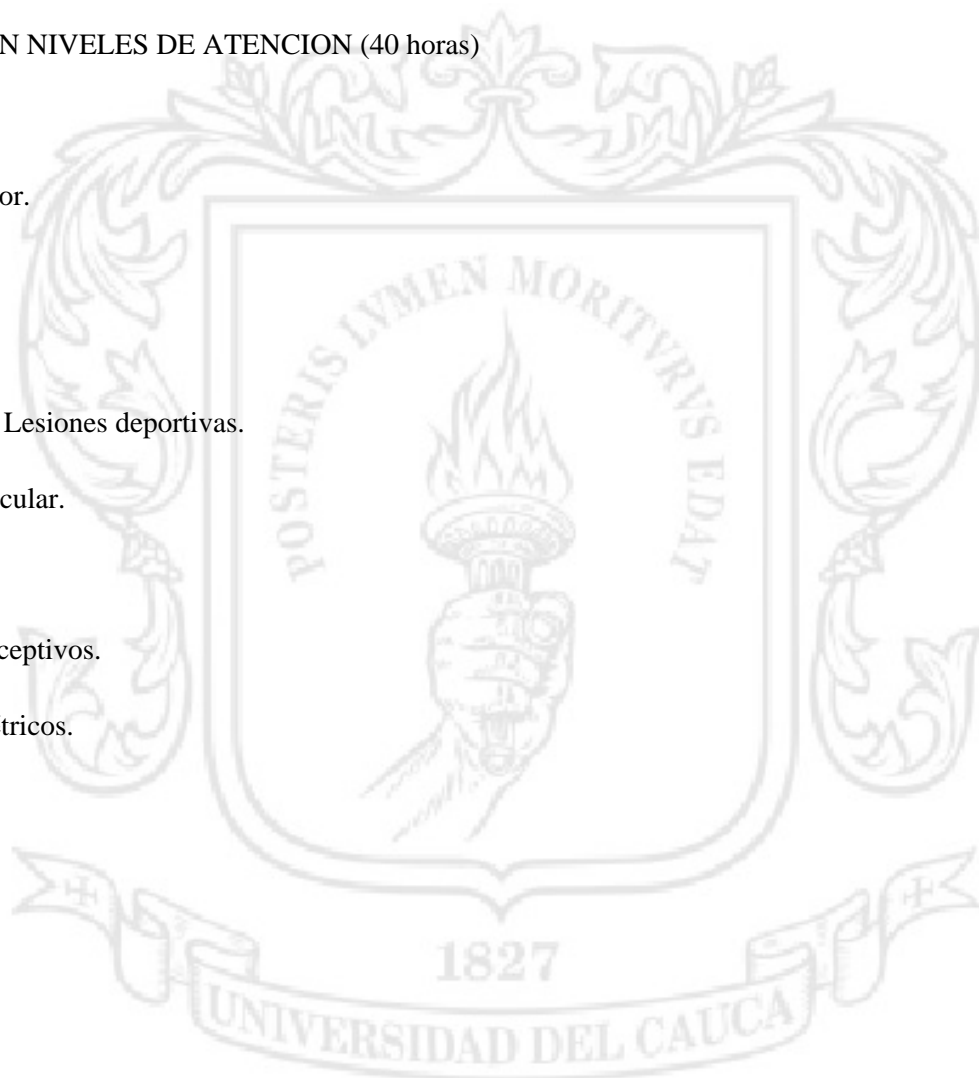 N NIVELES DE ATENCION (40 horas)
or.
Lesiones deportivas.
cular.
ceptivos.
tricos.
POSTERIS LVMEN MORITVRVS EDAT
1827
UNIVERSIDAD DEL CAUCA